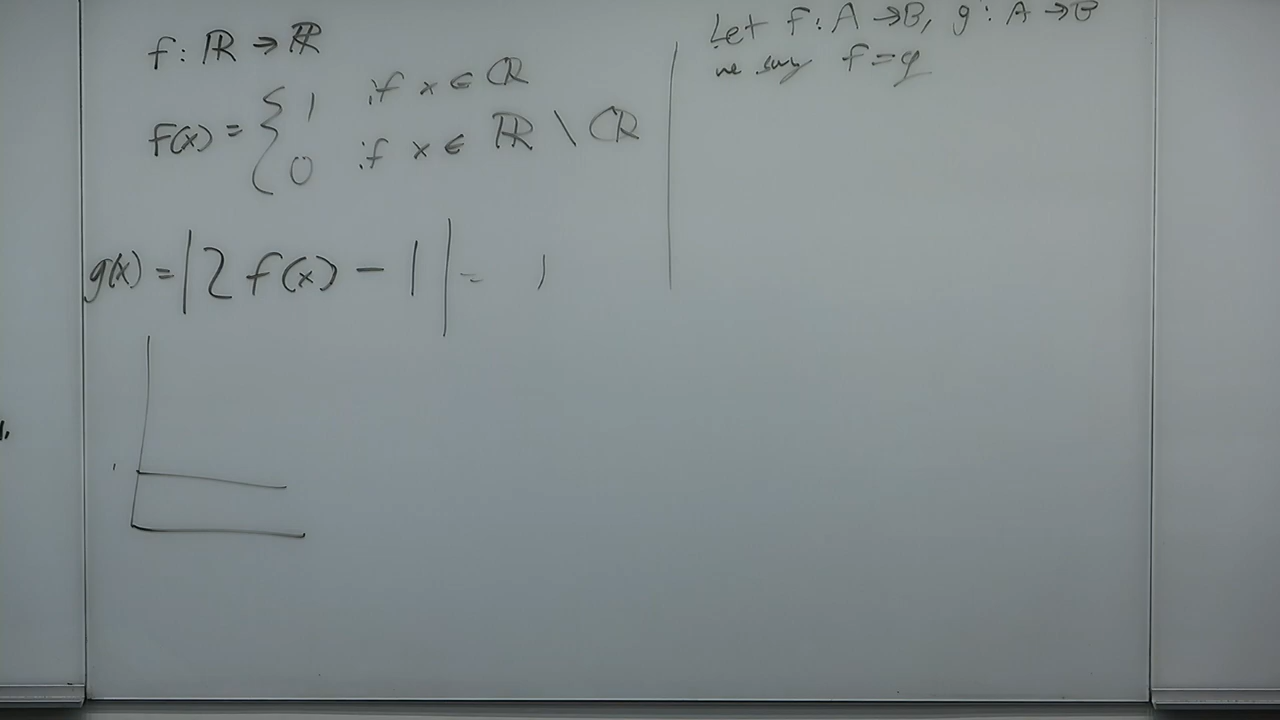 f : ℝ → ℝ
f(x) = { 1 if x ∈ ℚ
0 if x ∈ ℝ \ ℚ
g(x) = |2 f(x) − 1| = 1
Let f : A → B, g : A → B
we say f = g